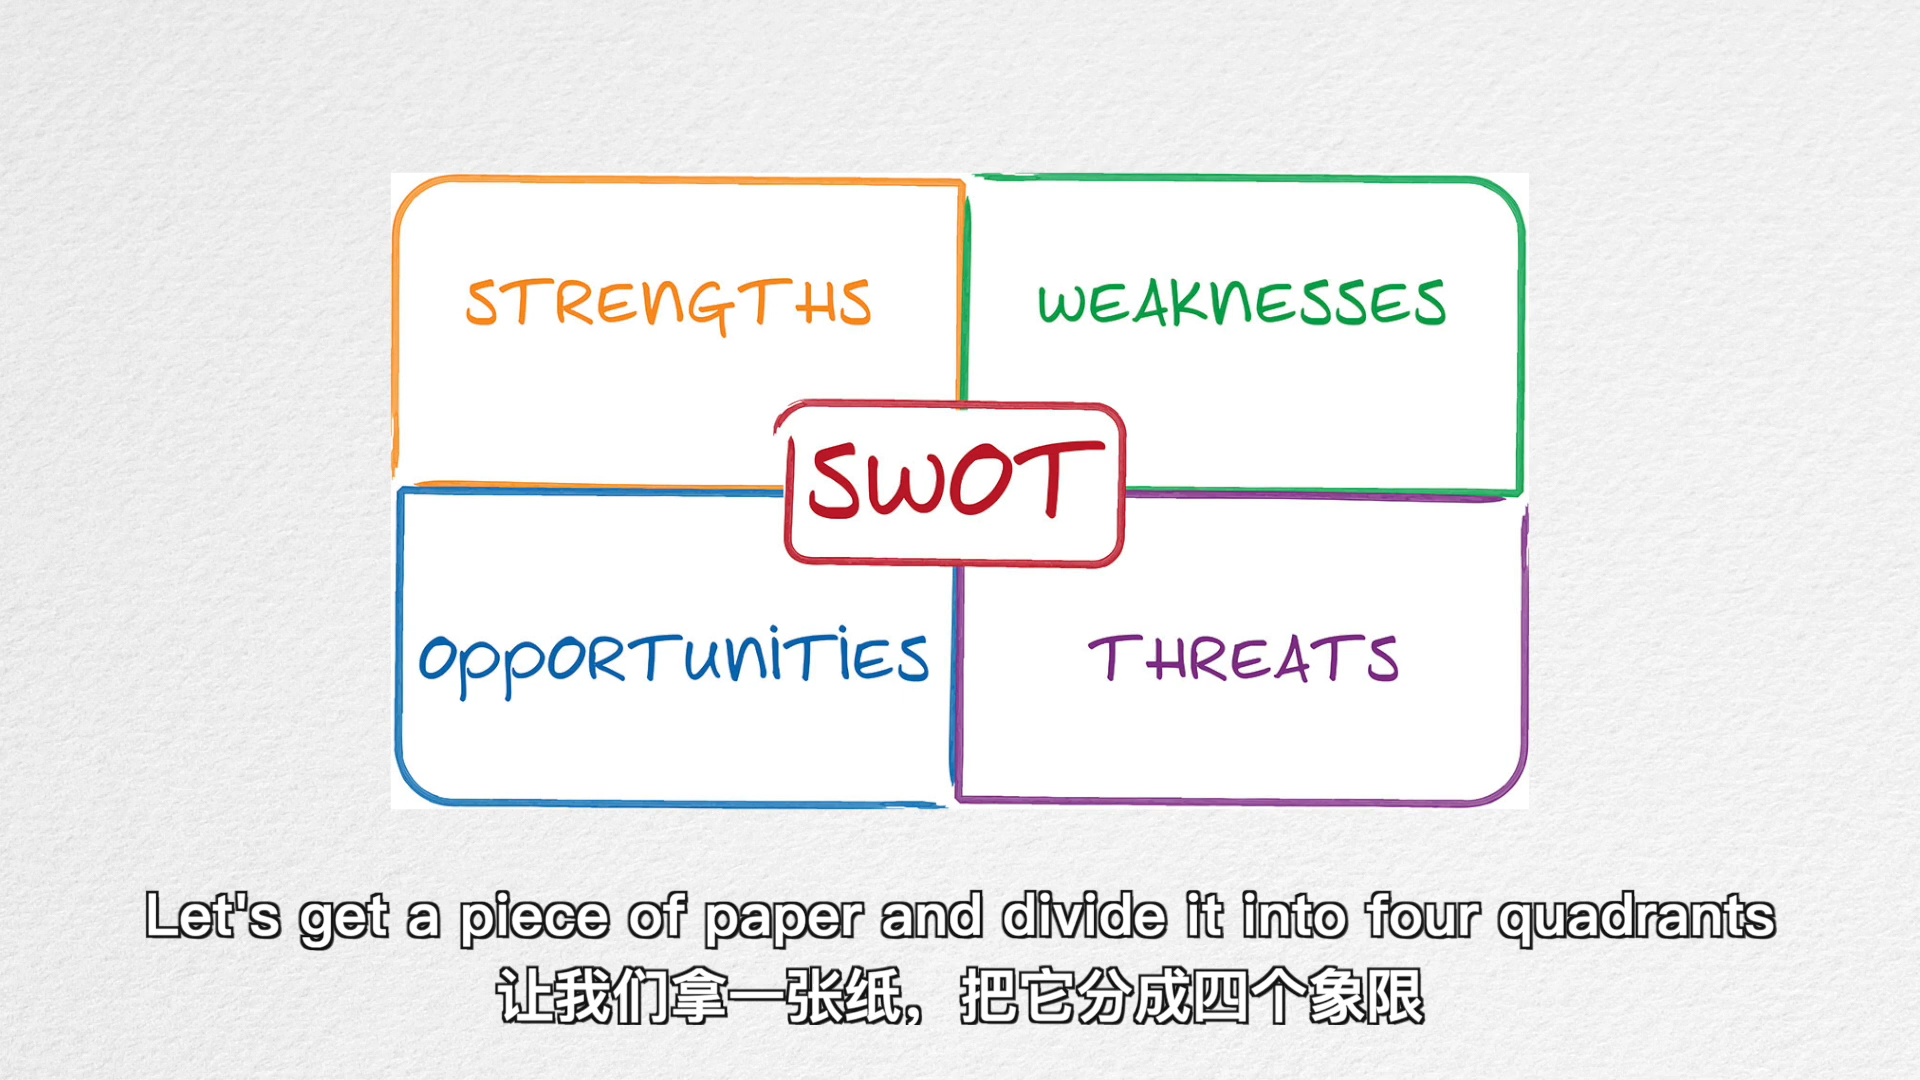 STRENGTHS
WEAKNESSES
SWOT
OPPORTUNITIES
THREATS
Let's get a piece of paper and divide it into four quadrants
让我们拿一张纸，把它分成四个象限